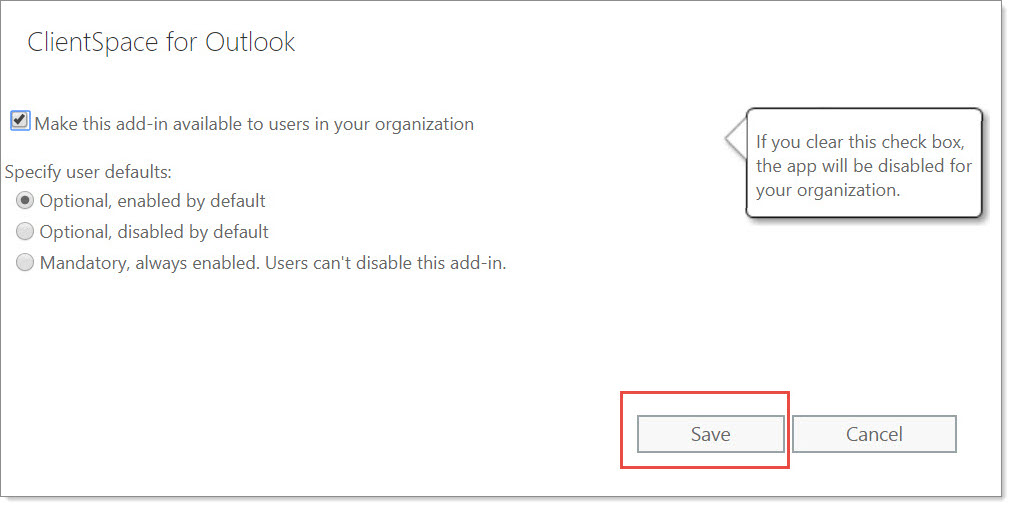 ClientSpace for Outlook
Make this add-in available to users in your organization
If you clear this check box,
the app will be disabled for
your organization.
Specify user defaults:
Optional, enabled by default
Optional, disabled by default
Mandatory, always enabled. Users can't disable this add-in.
Save
Cancel